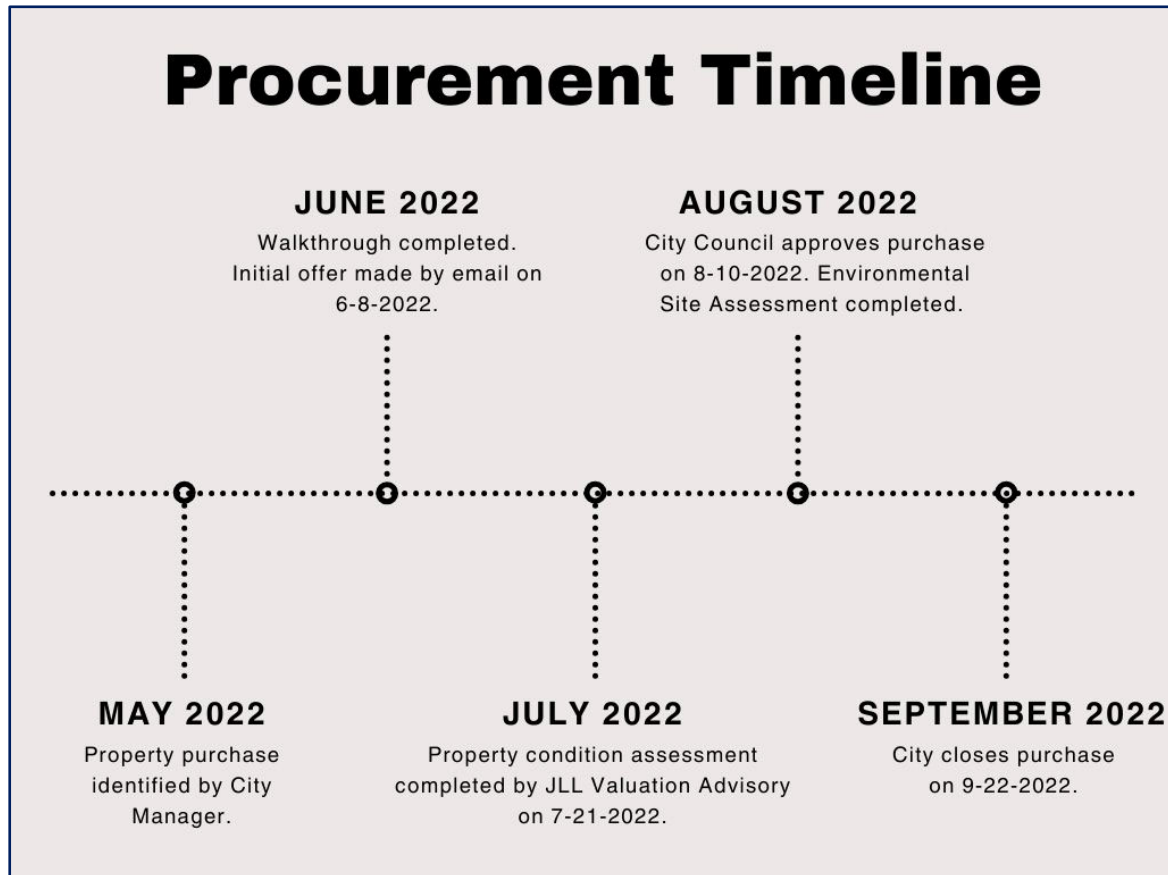 Procurement Timeline
JUNE 2022
Walkthrough completed.
Initial offer made by email on
6-8-2022.
AUGUST 2022
City Council approves purchase
on 8-10-2022. Environmental
Site Assessment completed.
MAY 2022
Property purchase
identified by City
Manager.
JULY 2022
Property condition assessment
completed by JLL Valuation Advisory
on 7-21-2022.
SEPTEMBER 2022
City closes purchase
on 9-22-2022.